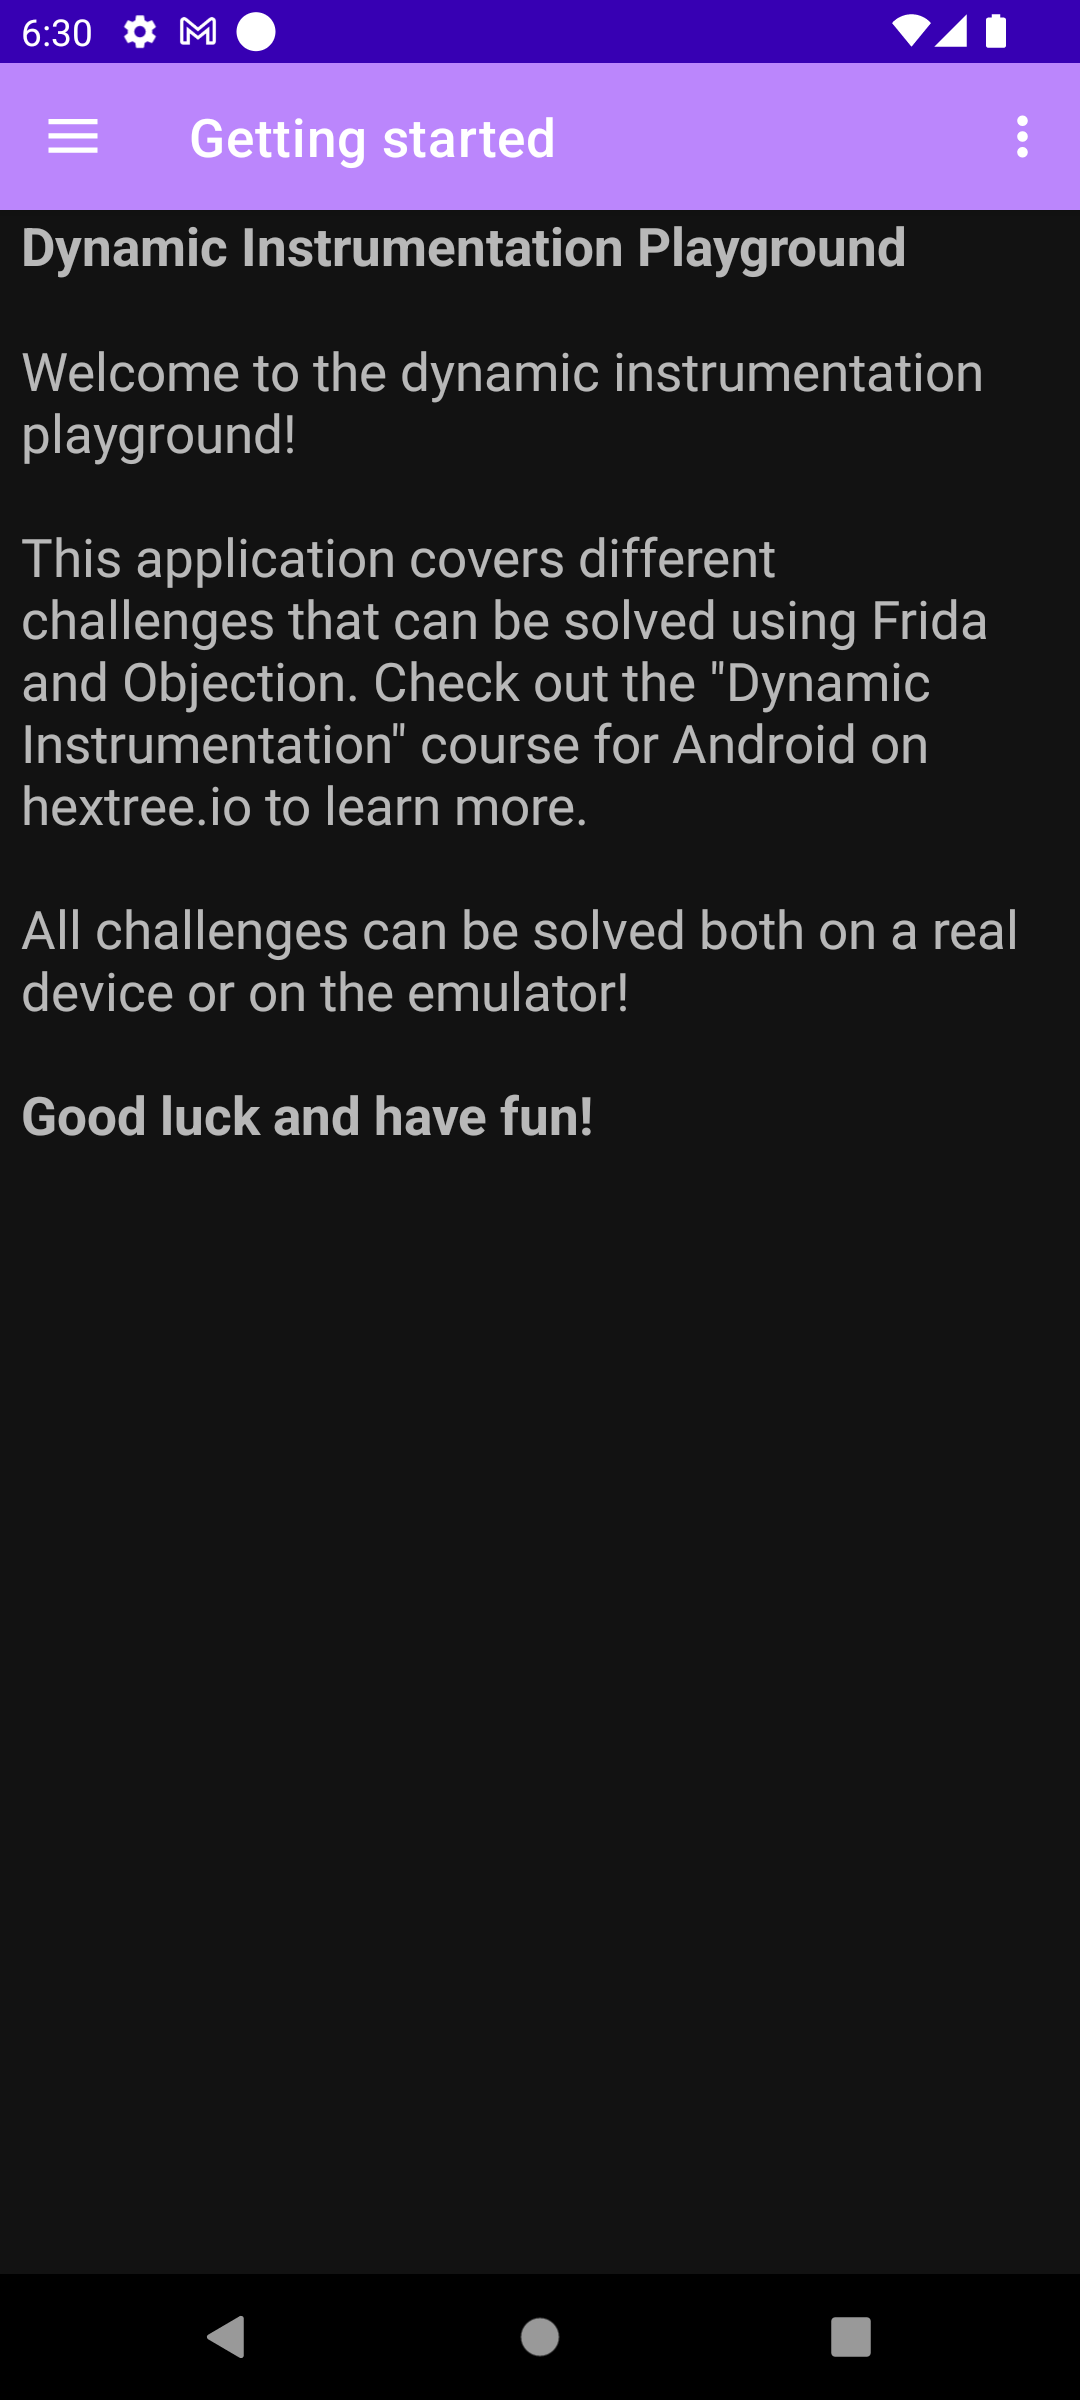 6:30
Getting started
Dynamic Instrumentation Playground
Welcome to the dynamic instrumentation
playground!
This application covers different
challenges that can be solved using Frida
and Objection. Check out the "Dynamic
Instrumentation" course for Android on
hextree.io to learn more.
All challenges can be solved both on a real
device or on the emulator!
Good luck and have fun!